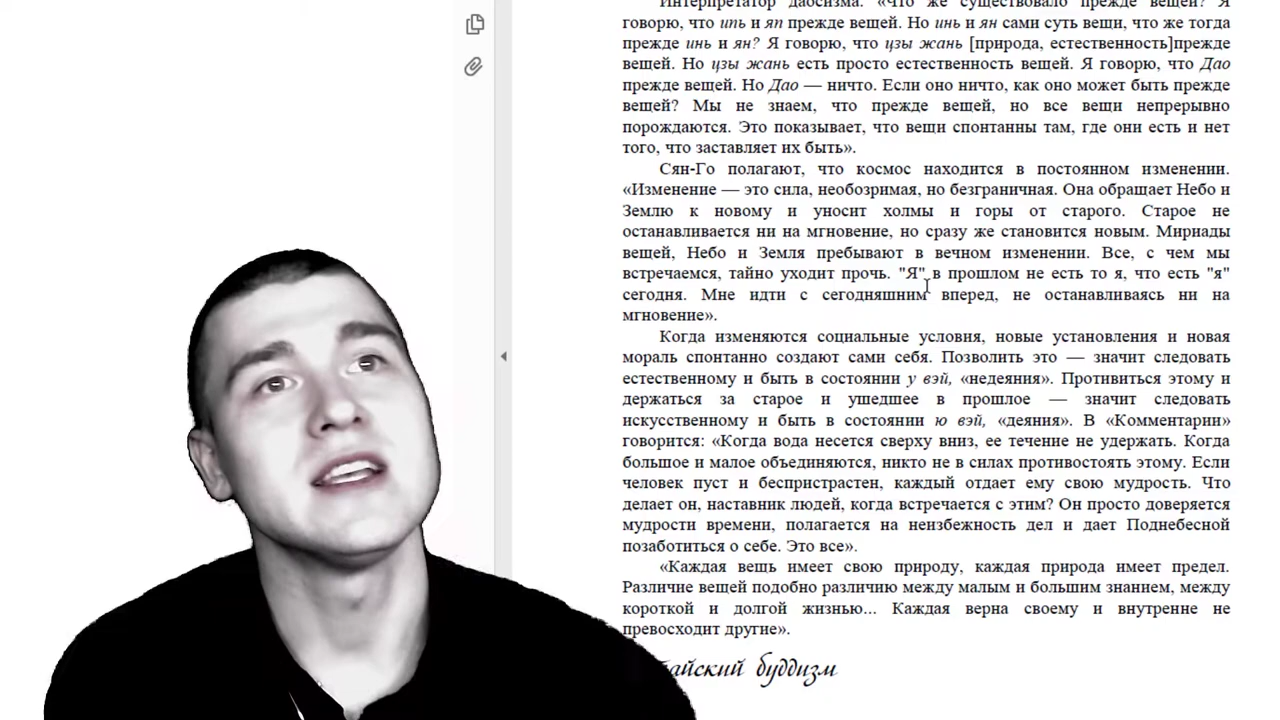 Интерпретатор даосизма. «Что же существовало прежде вещей? Я
говорю, что ипь и яп прежде вещей. Но инь и ян сами суть вещи, что же тогда
прежде инь и ян? Я говорю, что цзы жань [природа, естественность]прежде
вещей. Но цзы жань есть просто естественность вещей. Я говорю, что Дао
прежде вещей. Но Дао — ничто. Если оно ничто, как оно может быть прежде
вещей? Мы не знаем, что прежде вещей, но все вещи непрерывно
порождаются. Это показывает, что вещи спонтанны там, где они есть и нет
того, что заставляет их быть».
Сян-Го полагают, что космос находится в постоянном изменении.
«Изменение — это сила, необозримая, но безграничная. Она обращает Небо и
Землю к новому и уносит холмы и горы от старого. Старое не
останавливается ни на мгновение, но сразу же становится новым. Мириады
вещей, Небо и Земля пребывают в вечном изменении. Все, с чем мы
встречаемся, тайно уходит прочь. "Я" в прошлом не есть то я, что есть "я"
сегодня. Мне идти с сегодняшним вперед, не останавливаясь ни на
мгновение».
Когда изменяются социальные условия, новые установления и новая
мораль спонтанно создают сами себя. Позволить это — значит следовать
естественному и быть в состоянии у вэй, «недеяния». Противиться этому и
держаться за старое и ушедшее в прошлое — значит следовать
искусственному и быть в состоянии ю вэй, «деяния». В «Комментарии»
говорится: «Когда вода несется сверху вниз, ее течение не удержать. Когда
большое и малое объединяются, никто не в силах противостоять этому. Если
человек пуст и беспристрастен, каждый отдает ему свою мудрость. Что
делает он, наставник людей, когда встречается с этим? Он просто доверяется
мудрости времени, полагается на неизбежность дел и дает Поднебесной
позаботиться о себе. Это все».
«Каждая вещь имеет свою природу, каждая природа имеет предел.
Различие вещей подобно различию между малым и большим знанием, между
короткой и долгой жизнью... Каждая верна своему и внутренне не
превосходит другие».
буддизм